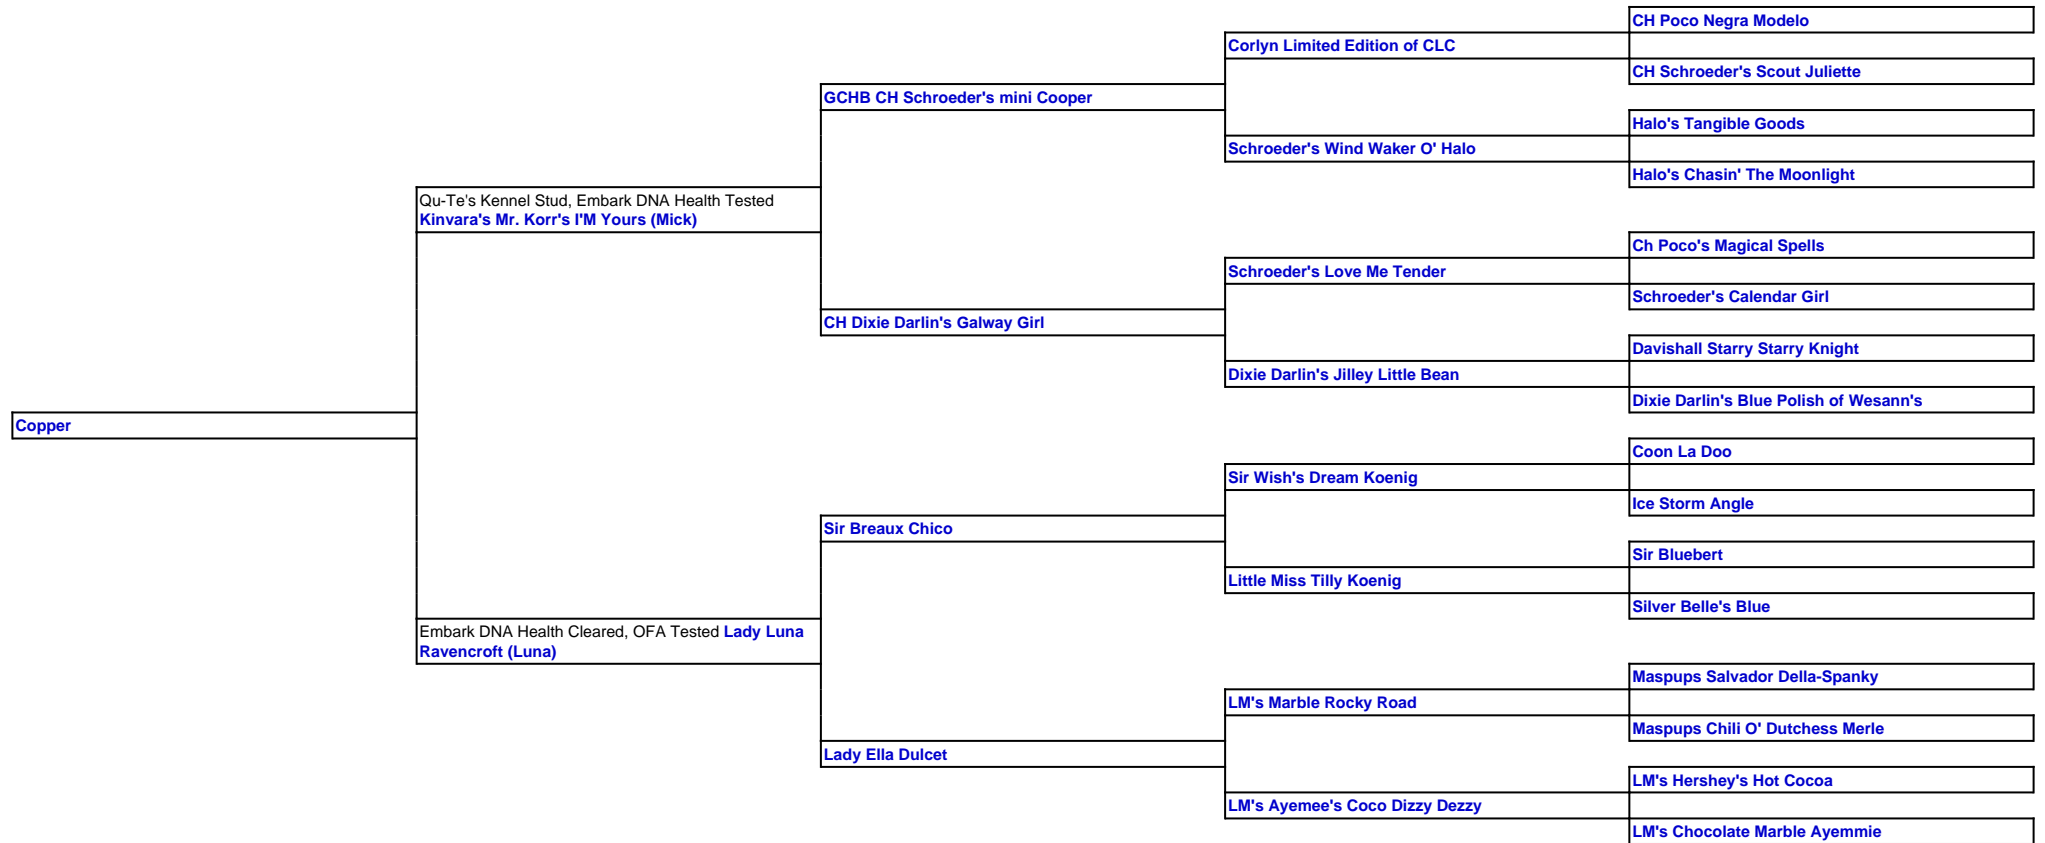 CH Poco Negra Modelo
Corlyn Limited Edition of CLC
CH Schroeder's Scout Juliette
GCHB CH Schroeder's mini Cooper
Halo's Tangible Goods
Schroeder's Wind Waker O' Halo
Halo's Chasin' The Moonlight
Qu-Te's Kennel Stud, Embark DNA Health Tested
Kinvara's Mr. Korr's I'M Yours (Mick)
Ch Poco's Magical Spells
Schroeder's Love Me Tender
Schroeder's Calendar Girl
CH Dixie Darlin's Galway Girl
Davishall Starry Starry Knight
Dixie Darlin's Jilley Little Bean
Dixie Darlin's Blue Polish of Wesann's
Copper
Coon La Doo
Sir Wish's Dream Koenig
Ice Storm Angle
Sir Breaux Chico
Sir Bluebert
Little Miss Tilly Koenig
Silver Belle's Blue
Embark DNA Health Cleared, OFA Tested Lady Luna
Ravencroft (Luna)
Maspups Salvador Della-Spanky
LM's Marble Rocky Road
Maspups Chili O' Dutchess Merle
Lady Ella Dulcet
LM's Hershey's Hot Cocoa
LM's Ayemee's Coco Dizzy Dezzy
LM's Chocolate Marble Ayemmie